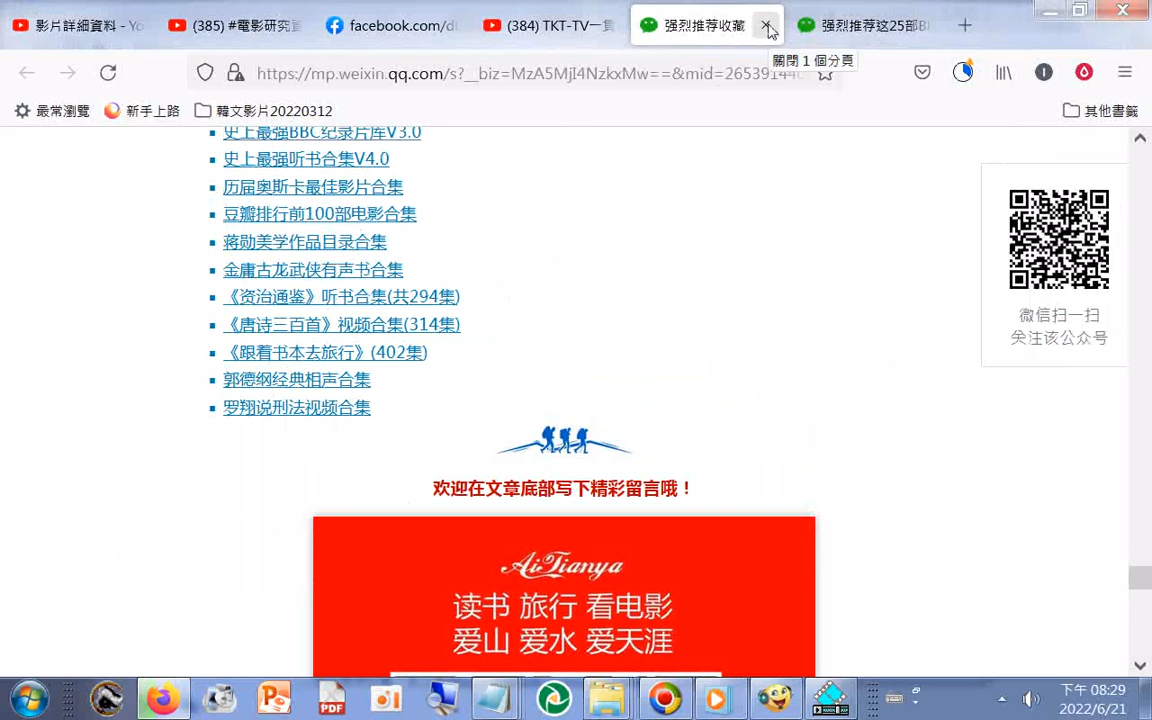 影片詳細資料 - Yo
(385) #電影研究
facebook.com/di
(384) TKT-TV一
强烈推荐收藏
强烈推荐这25部B
關閉 1 個分頁
https://mp.weixin.qq.com/s?__biz=MzA5MjI4NzkxMw==&mid=26539144
最常瀏覽
新手上路
韓文影片20220312
其他書籤
史上最强BBC纪录片库V3.0
史上最强听书合集V4.0
历届奥斯卡最佳影片合集
豆瓣排行前100部电影合集
蒋勋美学作品目录合集
金庸古龙武侠有声书合集
《资治通鉴》听书合集(共294集)
《唐诗三百首》视频合集(314集)
《跟着书本去旅行》(402集)
郭德纲经典相声合集
罗翔说刑法视频合集
微信扫一扫
关注该公众号
欢迎在文章底部写下精彩留言哦！
AiTianya
读书 旅行 看电影
爱山 爱水 爱天涯
PDF
下午 08:29
2022/6/21